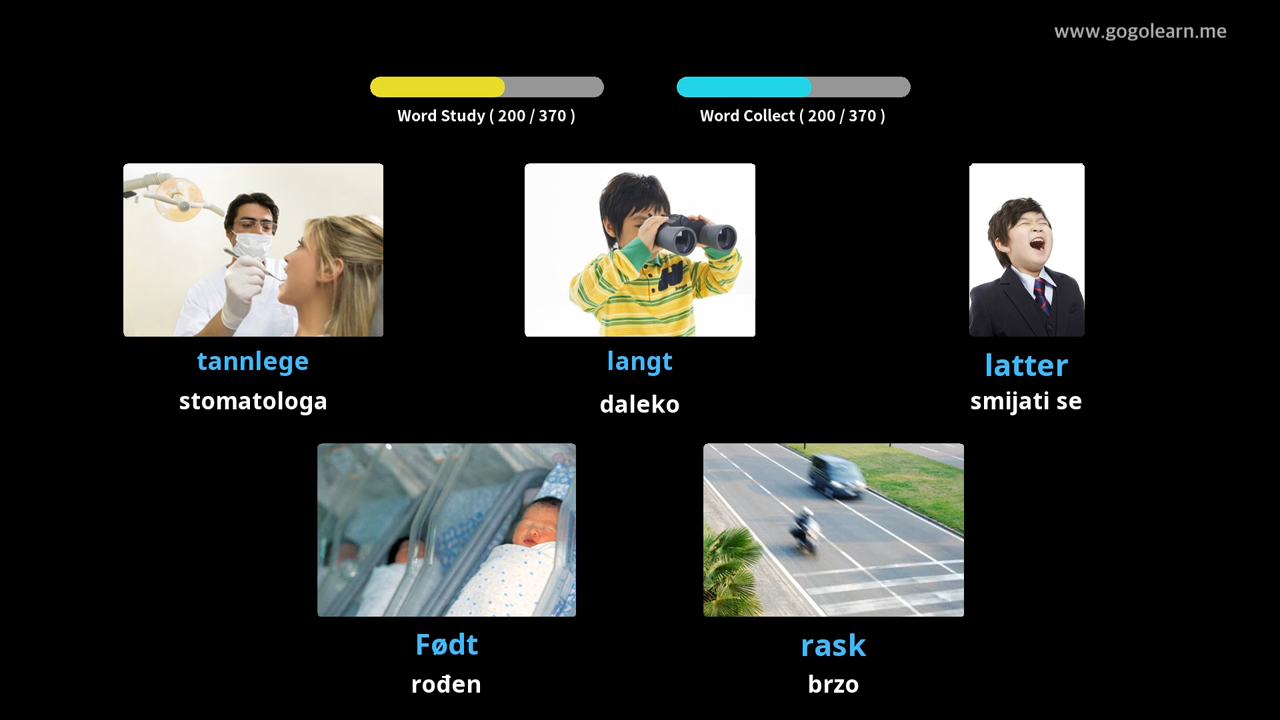 www.gogolearn.me
Word Study ( 200 / 370 )
Word Collect ( 200 / 370 )
tannlege
stomatologa
langt
daleko
latter
smijati se
Født
rođen
rask
brzo